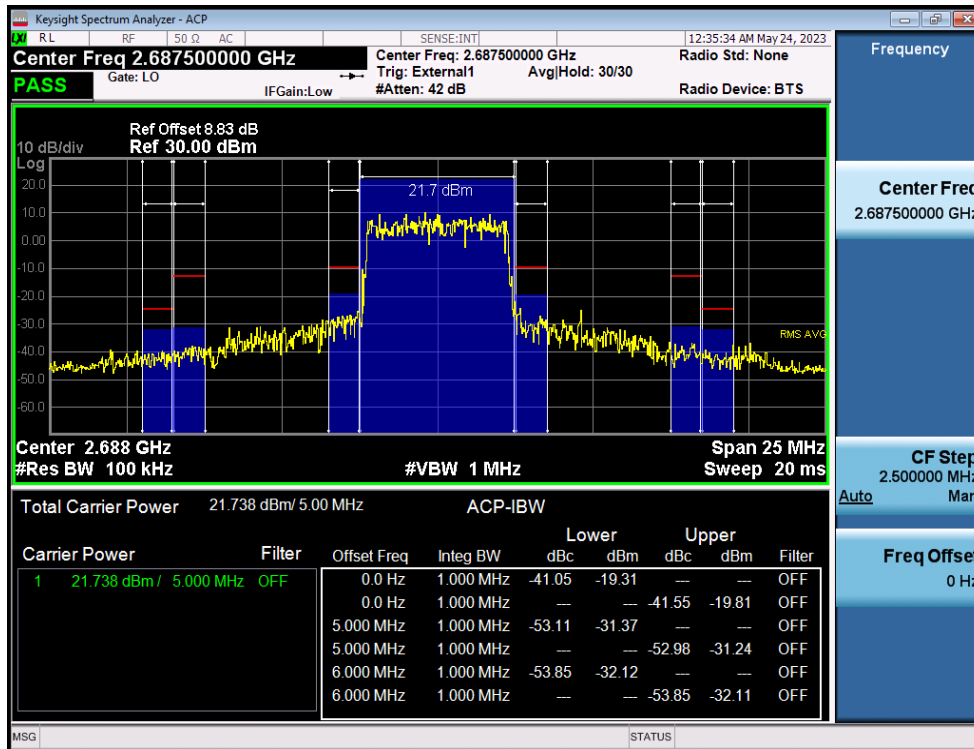 Keysight Spectrum Analyzer - ACP
LXI RL RF 50 Ω AC SENSE:INT 12:35:34 AM May 24, 2023
Center Freq 2.687500000 GHz
Center Freq: 2.687500000 GHz
Radio Std: None
Trig: External1 Avg|Hold: 30/30
PASS Gate: LO
IFGain:Low #Atten: 42 dB
Radio Device: BTS
Ref Offset 8.83 dB
10 dB/div Ref 30.00 dBm
Log
20.0
21.7 dBm
10.0
0.00
-10.0
-20.0
-30.0
RMS AVG
-40.0
-50.0
-60.0
Center 2.688 GHz Span 25 MHz
#Res BW 100 kHz #VBW 1 MHz Sweep 20 ms
Total Carrier Power 21.738 dBm/ 5.00 MHz ACP-IBW
Lower Upper
Carrier Power Filter Offset Freq Integ BW dBc dBm dBc dBm Filter
1 21.738 dBm / 5.000 MHz OFF
0.0 Hz 1.000 MHz -41.05 -19.31 --- --- OFF
0.0 Hz 1.000 MHz --- --- -41.55 -19.81 OFF
5.000 MHz 1.000 MHz -53.11 -31.37 --- --- OFF
5.000 MHz 1.000 MHz --- --- -52.98 -31.24 OFF
6.000 MHz 1.000 MHz -53.85 -32.12 --- --- OFF
6.000 MHz 1.000 MHz --- --- -53.85 -32.11 OFF
MSG STATUS
Frequency
Center Freq
2.687500000 GHz
CF Step
2.500000 MHz
Auto Man
Freq Offset
0 Hz